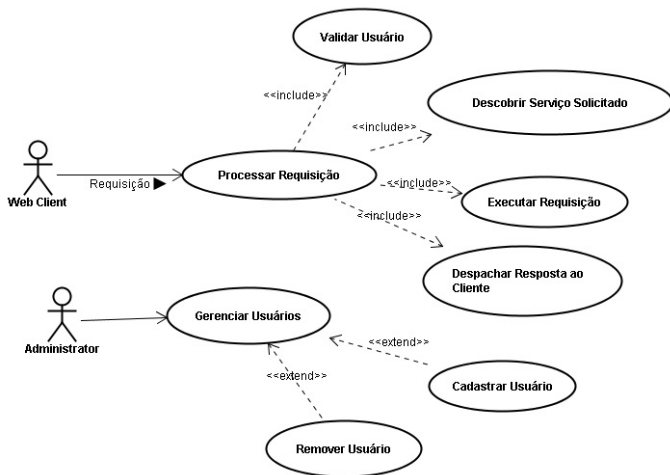 Validar Usuário
<<include>>
Descobrir Serviço Solicitado
<<include>>
Web Client
Requisição
Processar Requisição
<<include>>
Executar Requisição
<<include>>
Despachar Resposta ao
Cliente
Administrator
Gerenciar Usuários
<<extend>>
Cadastrar Usuário
<<extend>>
Remover Usuário